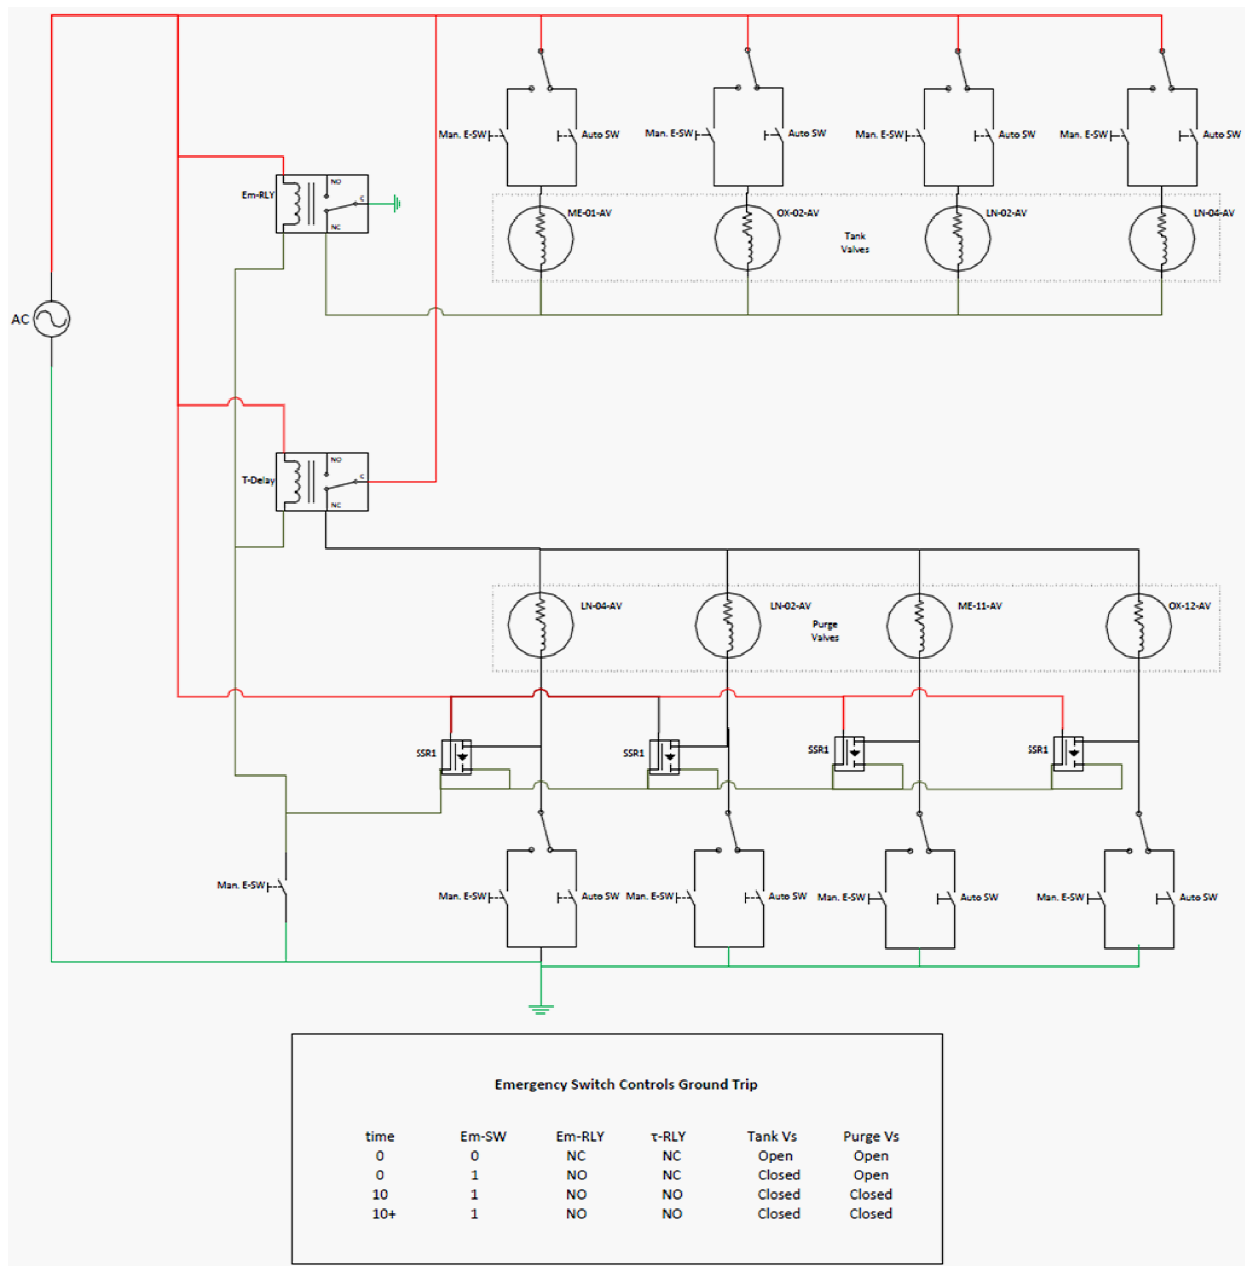 Man. E-SW Auto SW Man. E-SW Auto SW Man. E-SW Auto SW Man. E-SW Auto SW
NO
Em-RLY C
NC
ME-01-AV OX-02-AV LN-02-AV LN-04-AV
Tank
Valves
AC
NO
T-Delay C
NC
LN-04-AV LN-02-AV ME-11-AV OX-12-AV
Purge
Valves
SSR1 SSR1 SSR1 SSR1
Man. E-SW
Man. E-SW Auto SW Man. E-SW Auto SW Man. E-SW Auto SW Man. E-SW Auto SW
Emergency Switch Controls Ground Trip
time Em-SW Em-RLY τ-RLY Tank Vs Purge Vs
0 0 NC NC Open Open
0 1 NO NC Closed Open
10 1 NO NO Closed Closed
10+ 1 NO NO Closed Closed